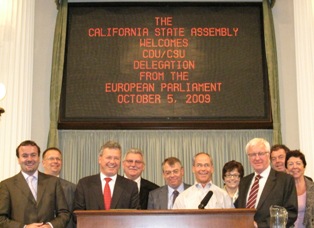 THE
CALIFORNIA STATE ASSEMBLY
WELCOMES
CDU/CSU
DELEGATION
FROM THE
EUROPEAN PARLIAMENT
OCTOBER 5, 2009